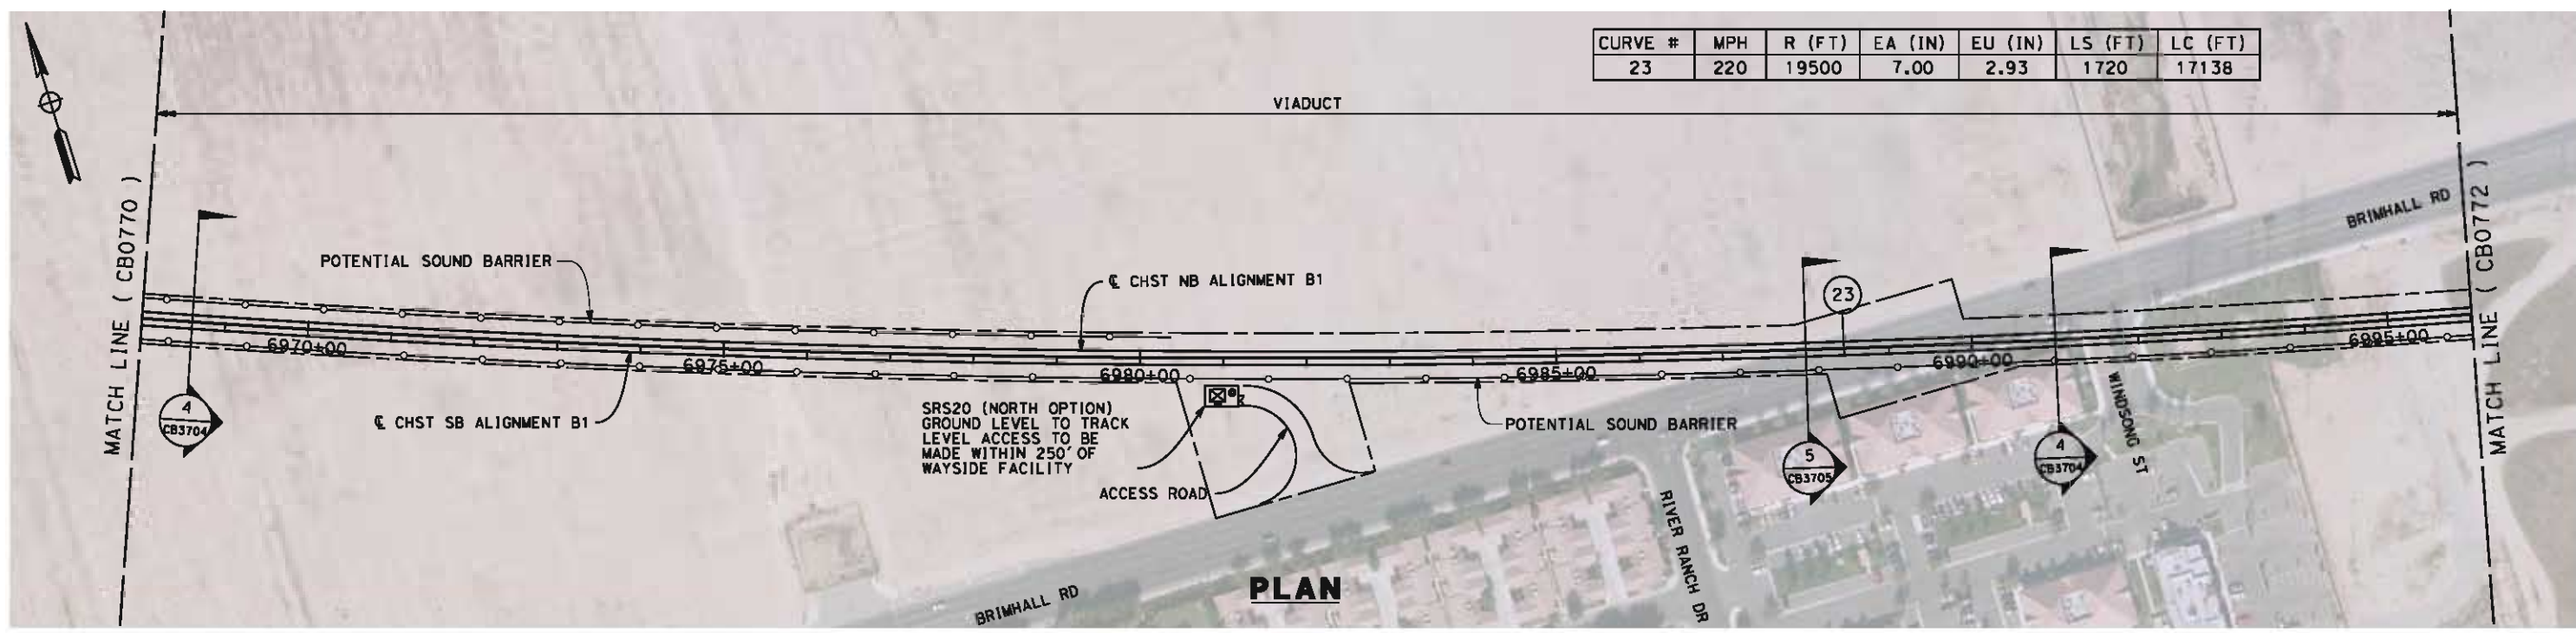 CURVE # MPH R (FT) EA (IN) EU (IN) LS (FT) LC (FT)
23 220 19500 7.00 2.93 1720 17138
VIADUCT
MATCH LINE ( CB0770 )
MATCH LINE ( CB0772 )
BRIMHALL RD
POTENTIAL SOUND BARRIER
℄ CHST NB ALIGNMENT B1
23
6970+00
6975+00
6980+00
6985+00
6990+00
6995+00
4
CB3704
℄ CHST SB ALIGNMENT B1
SRS20 (NORTH OPTION)
GROUND LEVEL TO TRACK
LEVEL ACCESS TO BE
MADE WITHIN 250' OF
WAYSIDE FACILITY
ACCESS ROAD
POTENTIAL SOUND BARRIER
5
CB3705
4
CB3704
WINDSONG ST
RIVER RANCH DR
BRIMHALL RD
PLAN